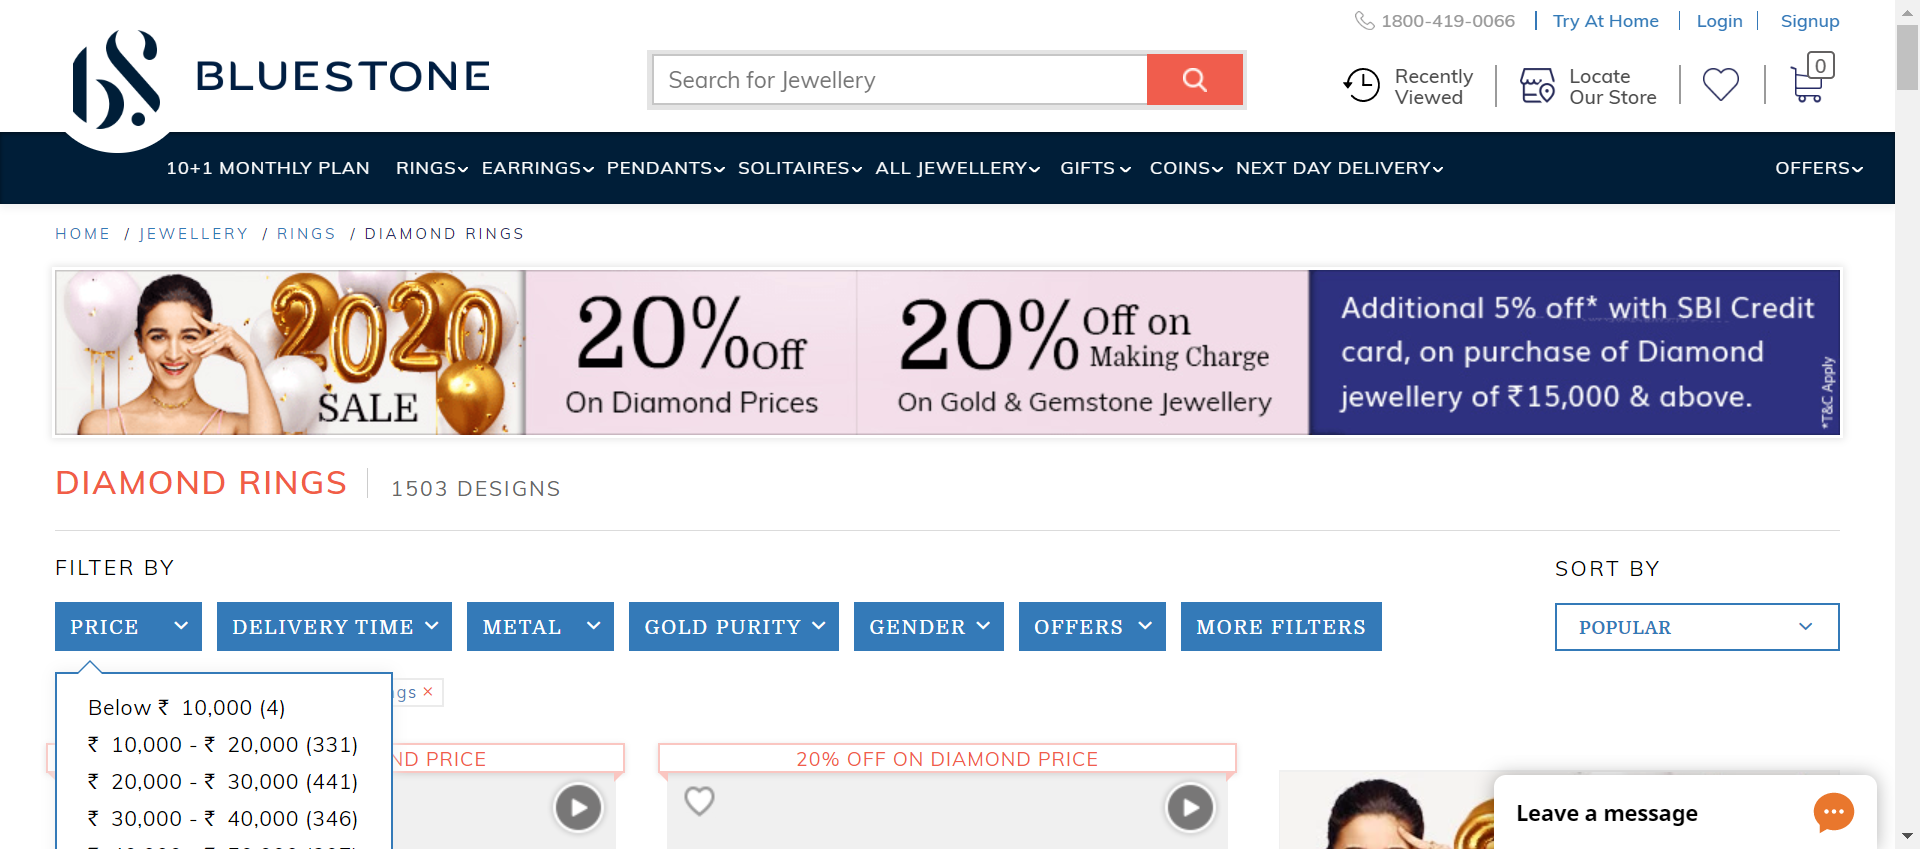 1800-419-0066 Try At Home Login Signup
BLUESTONE
Search for Jewellery
Recently Viewed
Locate Our Store
0
10+1 MONTHLY PLAN RINGS EARRINGS PENDANTS SOLITAIRES ALL JEWELLERY GIFTS COINS NEXT DAY DELIVERY OFFERS
HOME / JEWELLERY / RINGS / DIAMOND RINGS
2020
SALE
20% Off
On Diamond Prices
20% Off on Making Charge
On Gold & Gemstone Jewellery
Additional 5% off* with SBI Credit
card, on purchase of Diamond
jewellery of ₹15,000 & above.
*T&C Apply
DIAMOND RINGS 1503 DESIGNS
FILTER BY
SORT BY
PRICE DELIVERY TIME METAL GOLD PURITY GENDER OFFERS MORE FILTERS POPULAR
gs ×
Below ₹ 10,000 (4)
₹ 10,000 - ₹ 20,000 (331)
₹ 20,000 - ₹ 30,000 (441)
₹ 30,000 - ₹ 40,000 (346)
ND PRICE
20% OFF ON DIAMOND PRICE
Leave a message